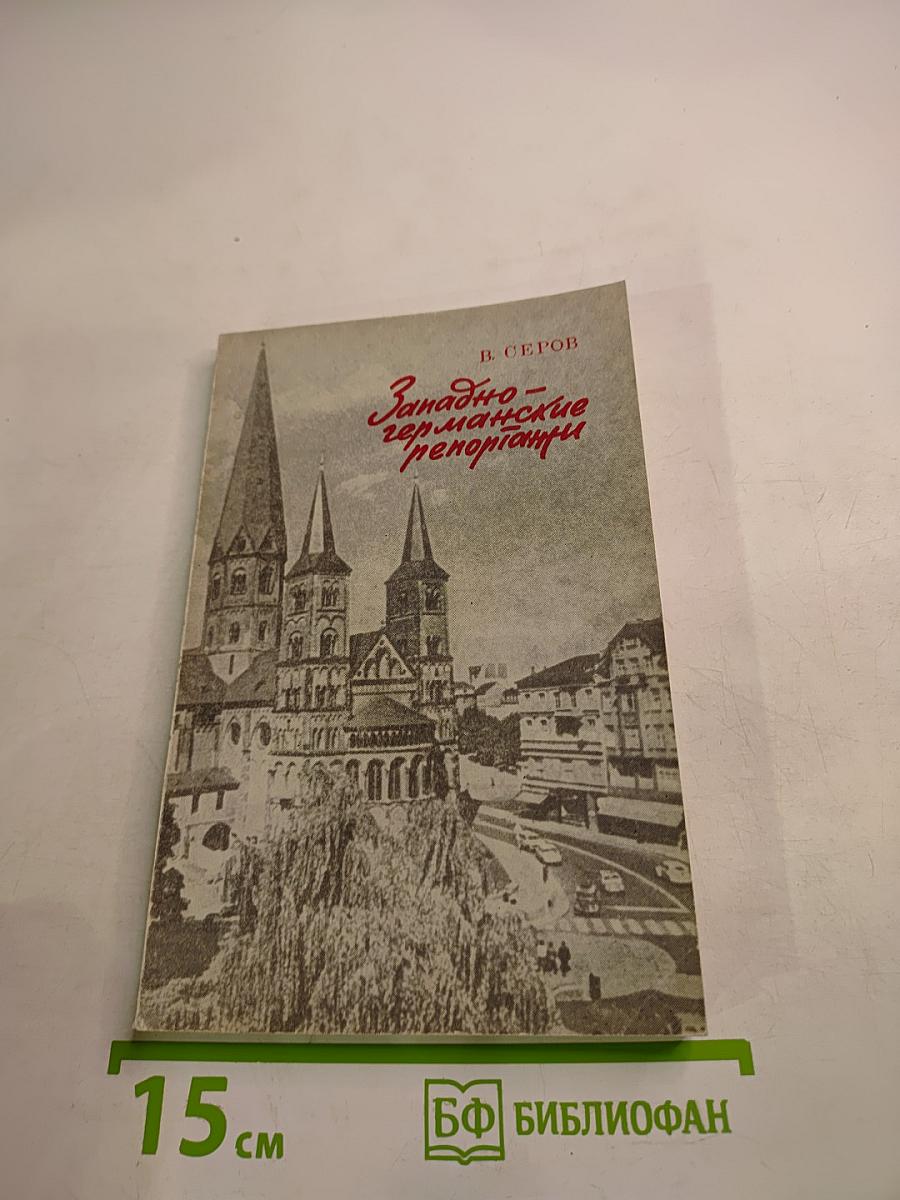 В. СЕРОВ
Западно-
германские
репортажи
15 см
БФ БИБЛИОФАН